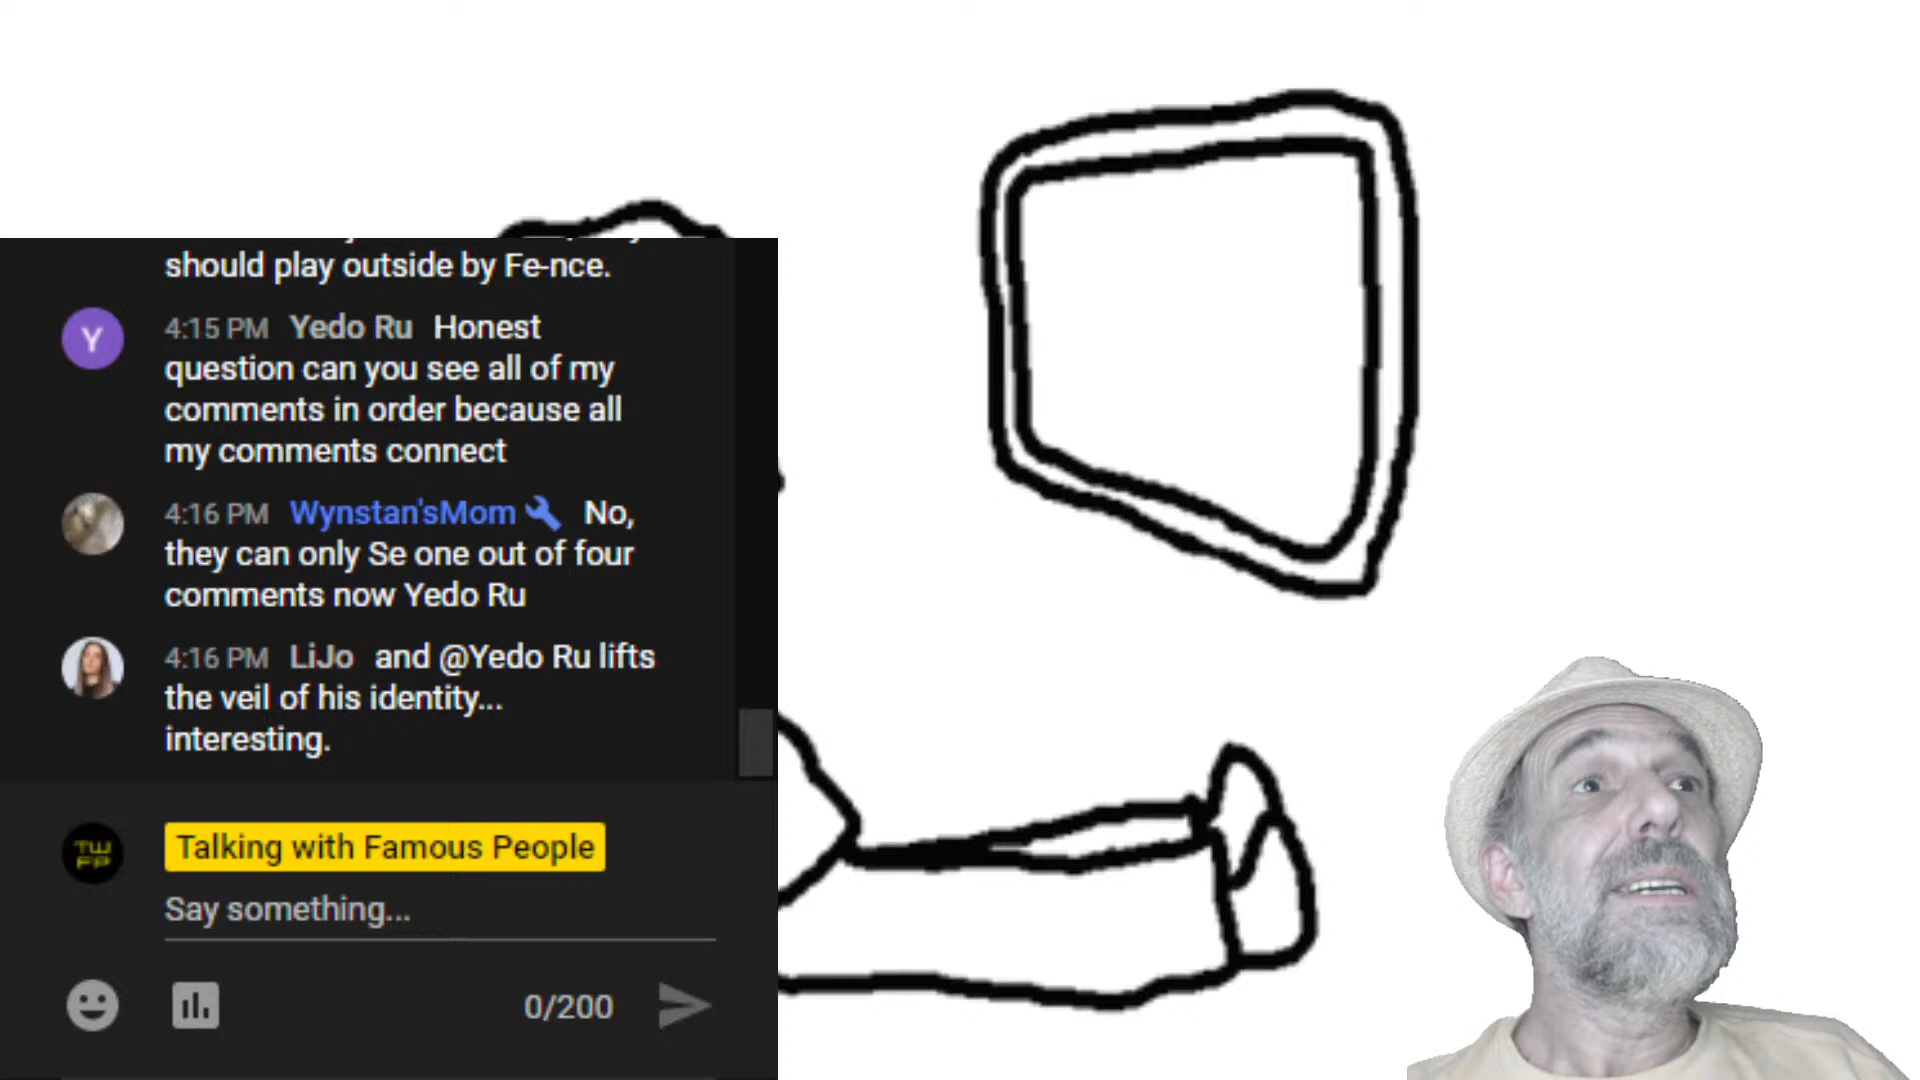 should play outside by Fe-nce.
Y
4:15 PM Yedo Ru Honest
question can you see all of my
comments in order because all
my comments connect
4:16 PM Wynstan'sMom No,
they can only Se one out of four
comments now Yedo Ru
4:16 PM LiJo and @Yedo Ru lifts
the veil of his identity...
interesting.
TW
FP
Talking with Famous People
Say something...
0/200